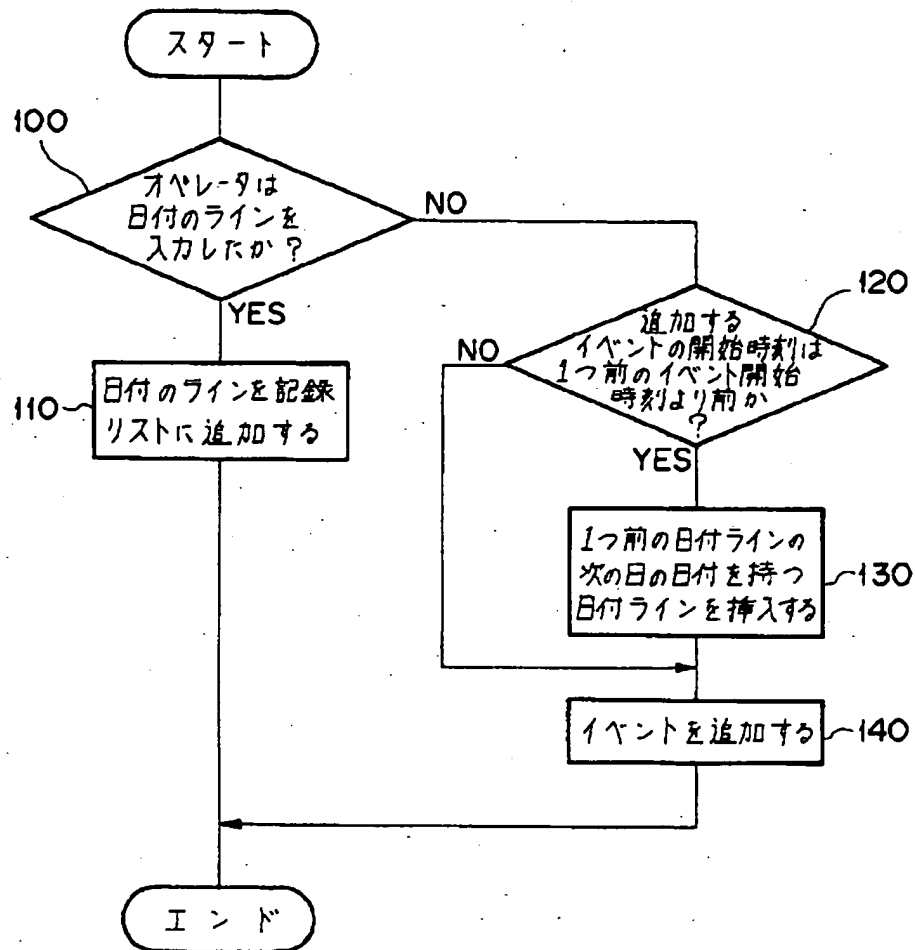 スタート
100
オペレータは
日付のラインを
入力したか?
NO
YES
110
日付のラインを記録
リストに追加する
120
追加する
イベントの開始時刻は
1つ前のイベント開始
時刻より前か
?
NO
YES
1つ前の日付ラインの
次の日の日付を持つ
日付ラインを挿入する
130
イベントを追加する
140
エンド